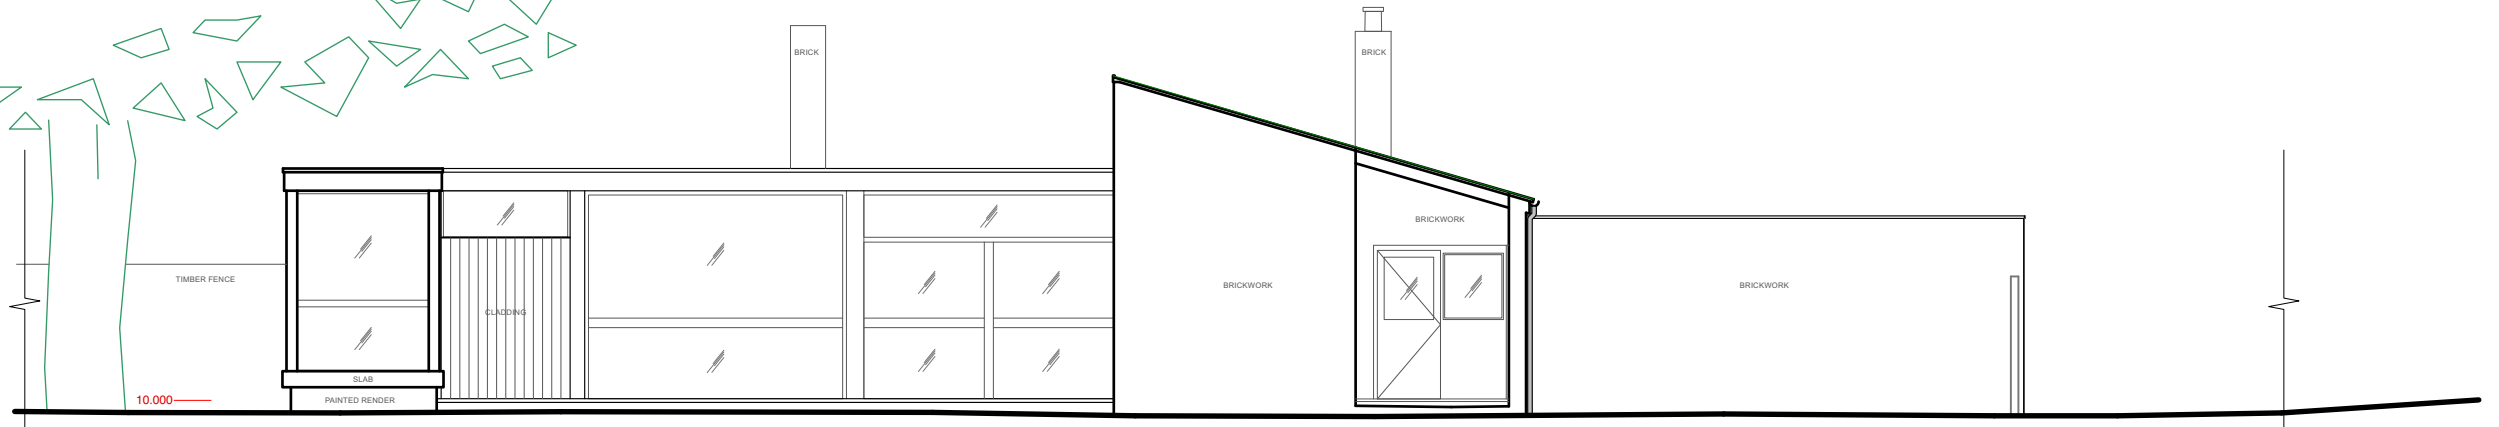 BRICK
BRICK
BRICKWORK
TIMBER FENCE
BRICKWORK
BRICKWORK
CLADDING
SLAB
PAINTED RENDER
10.000